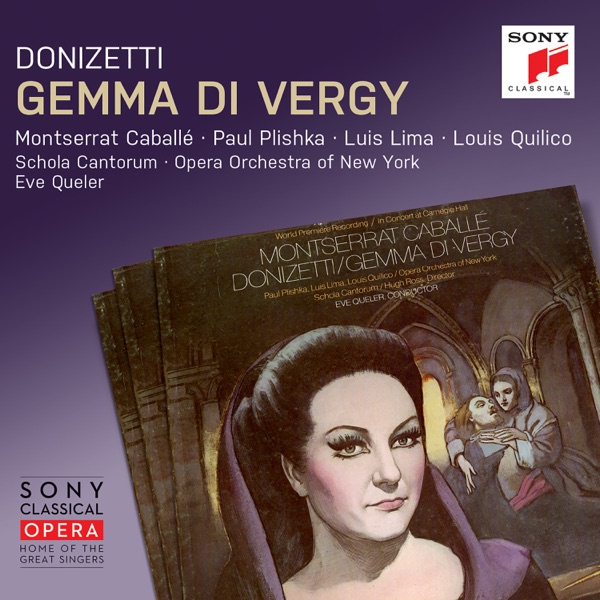 DONIZETTI
GEMMA DI VERGY
Montserrat Caballé · Paul Plishka · Luis Lima · Louis Quilico
Schola Cantorum · Opera Orchestra of New York
Eve Queler
SONY
CLASSICAL™
World Première Recording / in Concert at Carnegie Hall
MONTSERRAT CABALLÉ
DONIZETTI/GEMMA DI VERGY
Paul Plishka, Luis Lima, Louis Quilico / Opera Orchestra of New York
Schola Cantorum / Hugh Ross, Director
EVE QUELER, CONDUCTOR
SONY
CLASSICAL
OPERA
HOME OF THE
GREAT SINGERS